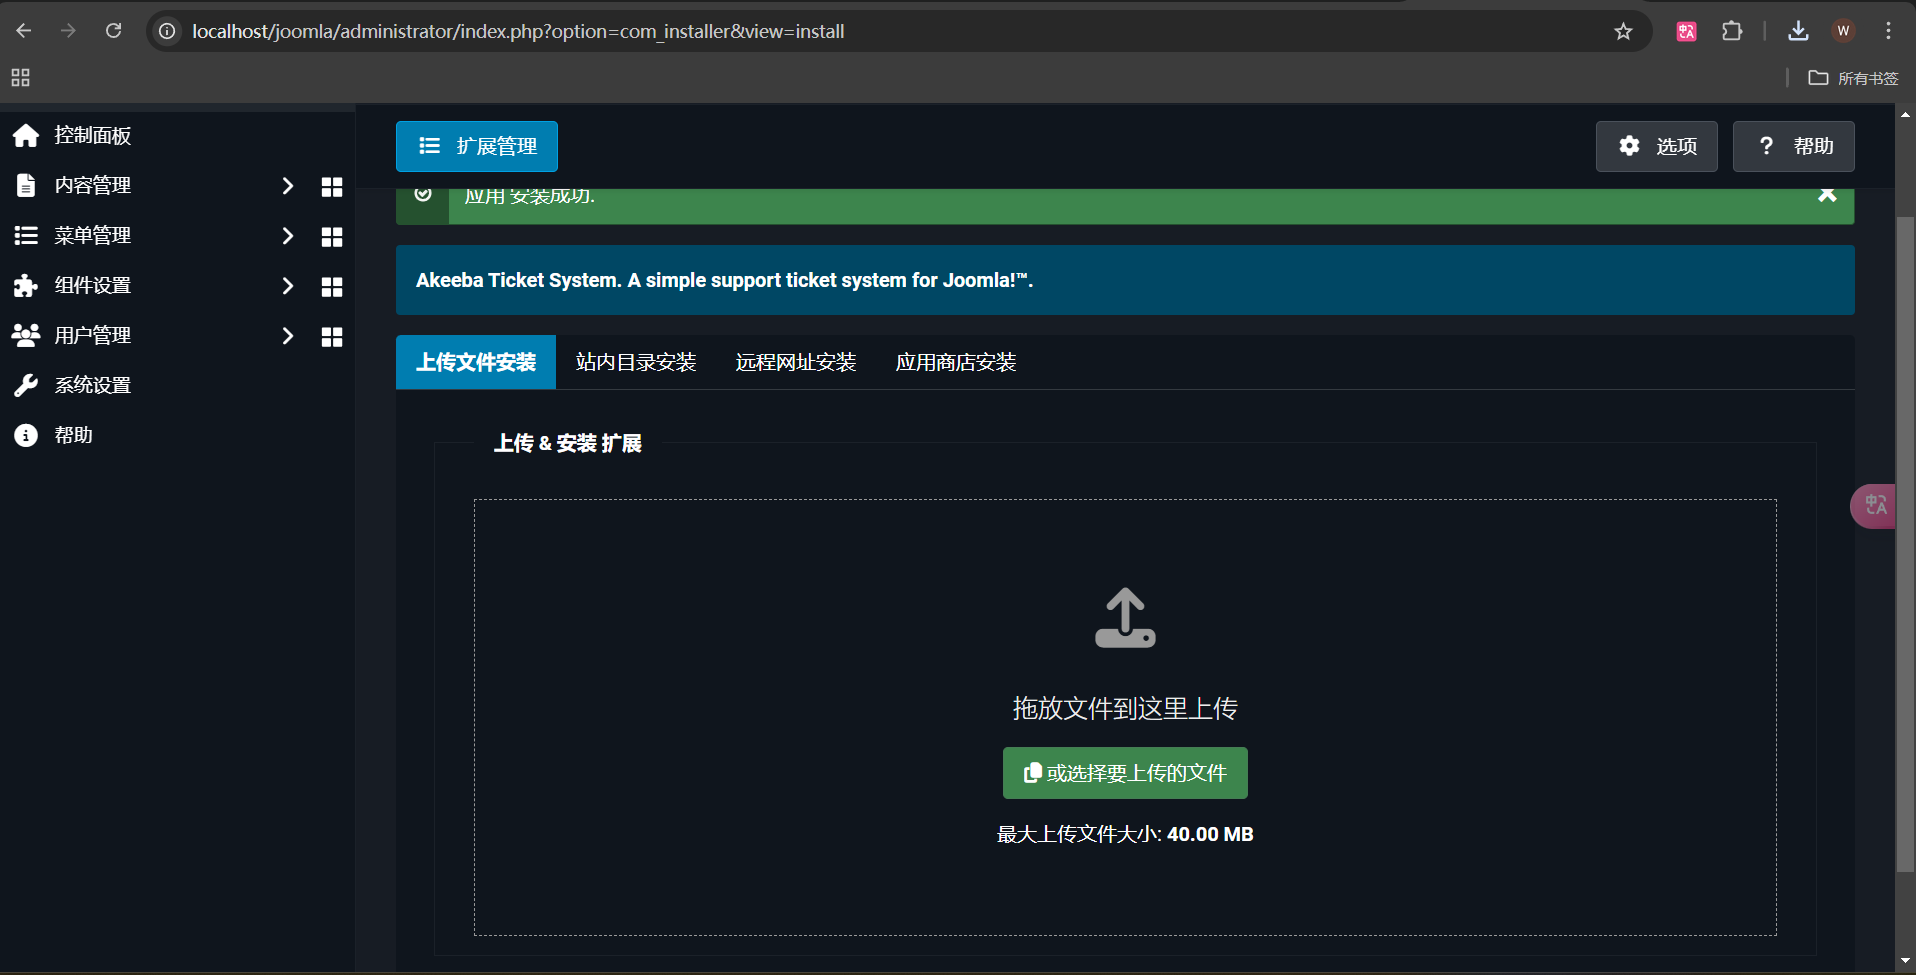 localhost/joomla/administrator/index.php?option=com_installer&view=install
W
所有书签
控制面板
内容管理
菜单管理
组件设置
用户管理
系统设置
帮助
扩展管理
选项
? 帮助
应用 安装成功.
Akeeba Ticket System. A simple support ticket system for Joomla!™.
上传文件安装
站内目录安装
远程网址安装
应用商店安装
上传 & 安装 扩展
拖放文件到这里上传
或选择要上传的文件
最大上传文件大小: 40.00 MB